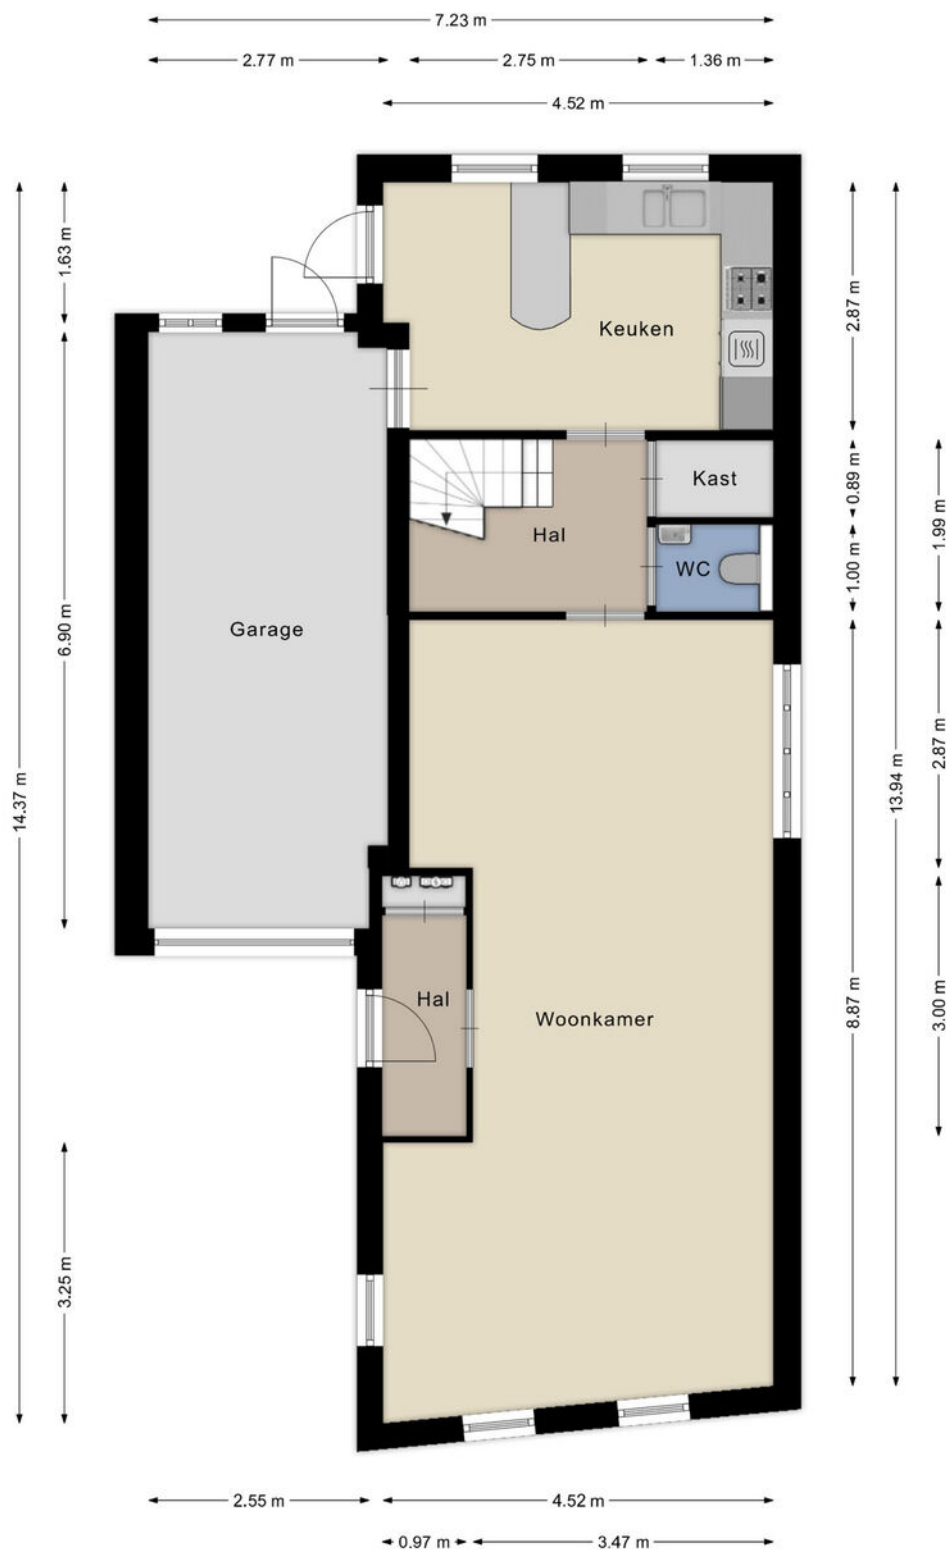 7.23 m
2.77 m
2.75 m
1.36 m
4.52 m
1.63 m
2.87 m
Keuken
0.89 m
Kast
1.99 m
Hal
1.00 m
WC
Garage
6.90 m
14.37 m
2.87 m
13.94 m
Hal
Woonkamer
8.87 m
3.00 m
3.25 m
2.55 m
4.52 m
0.97 m
3.47 m